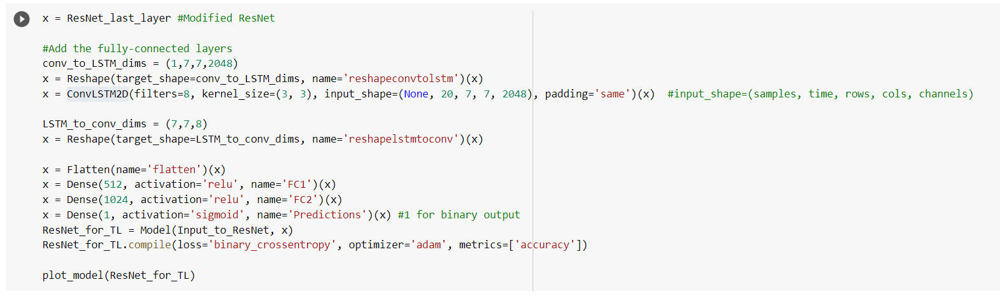 x = ResNet_last_layer #Modified ResNet
#Add the fully-connected layers
conv_to_LSTM_dims = (1,7,7,2048)
x = Reshape(target_shape=conv_to_LSTM_dims, name='reshapeconvtolstm')(x)
x = ConvLSTM2D(filters=8, kernel_size=(3, 3), input_shape=(None, 20, 7, 7, 2048), padding='same')(x)  #input_shape=(samples, time, rows, cols, channels)
LSTM_to_conv_dims = (7,7,8)
x = Reshape(target_shape=LSTM_to_conv_dims, name='reshapelstmtoconv')(x)
x = Flatten(name='flatten')(x)
x = Dense(512, activation='relu', name='FC1')(x)
x = Dense(1024, activation='relu', name='FC2')(x)
x = Dense(1, activation='sigmoid', name='Predictions')(x) #1 for binary output
ResNet_for_TL = Model(Input_to_ResNet, x)
ResNet_for_TL.compile(loss='binary_crossentropy', optimizer='adam', metrics=['accuracy'])
plot_model(ResNet_for_TL)